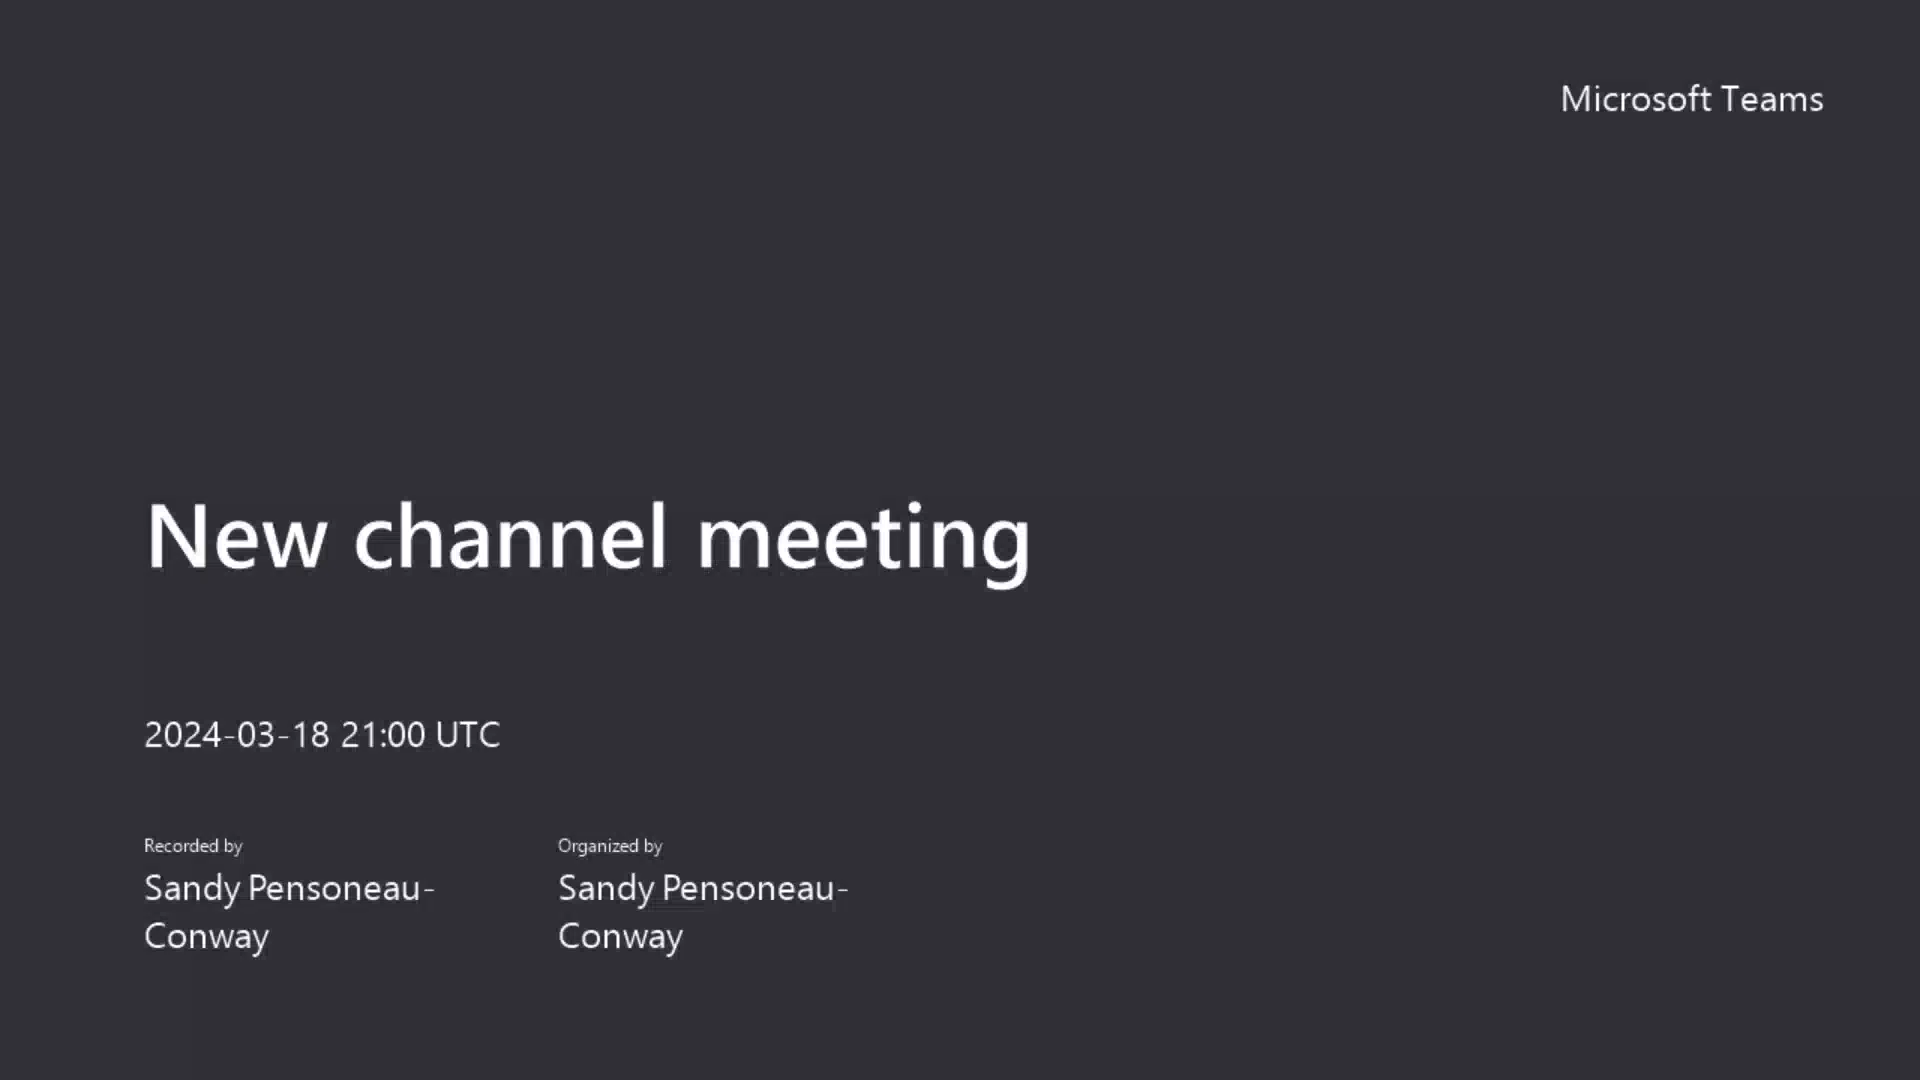 Microsoft Teams
New channel meeting
2024-03-18 21:00 UTC
Recorded by
Sandy Pensoneau-
Conway
Organized by
Sandy Pensoneau-
Conway